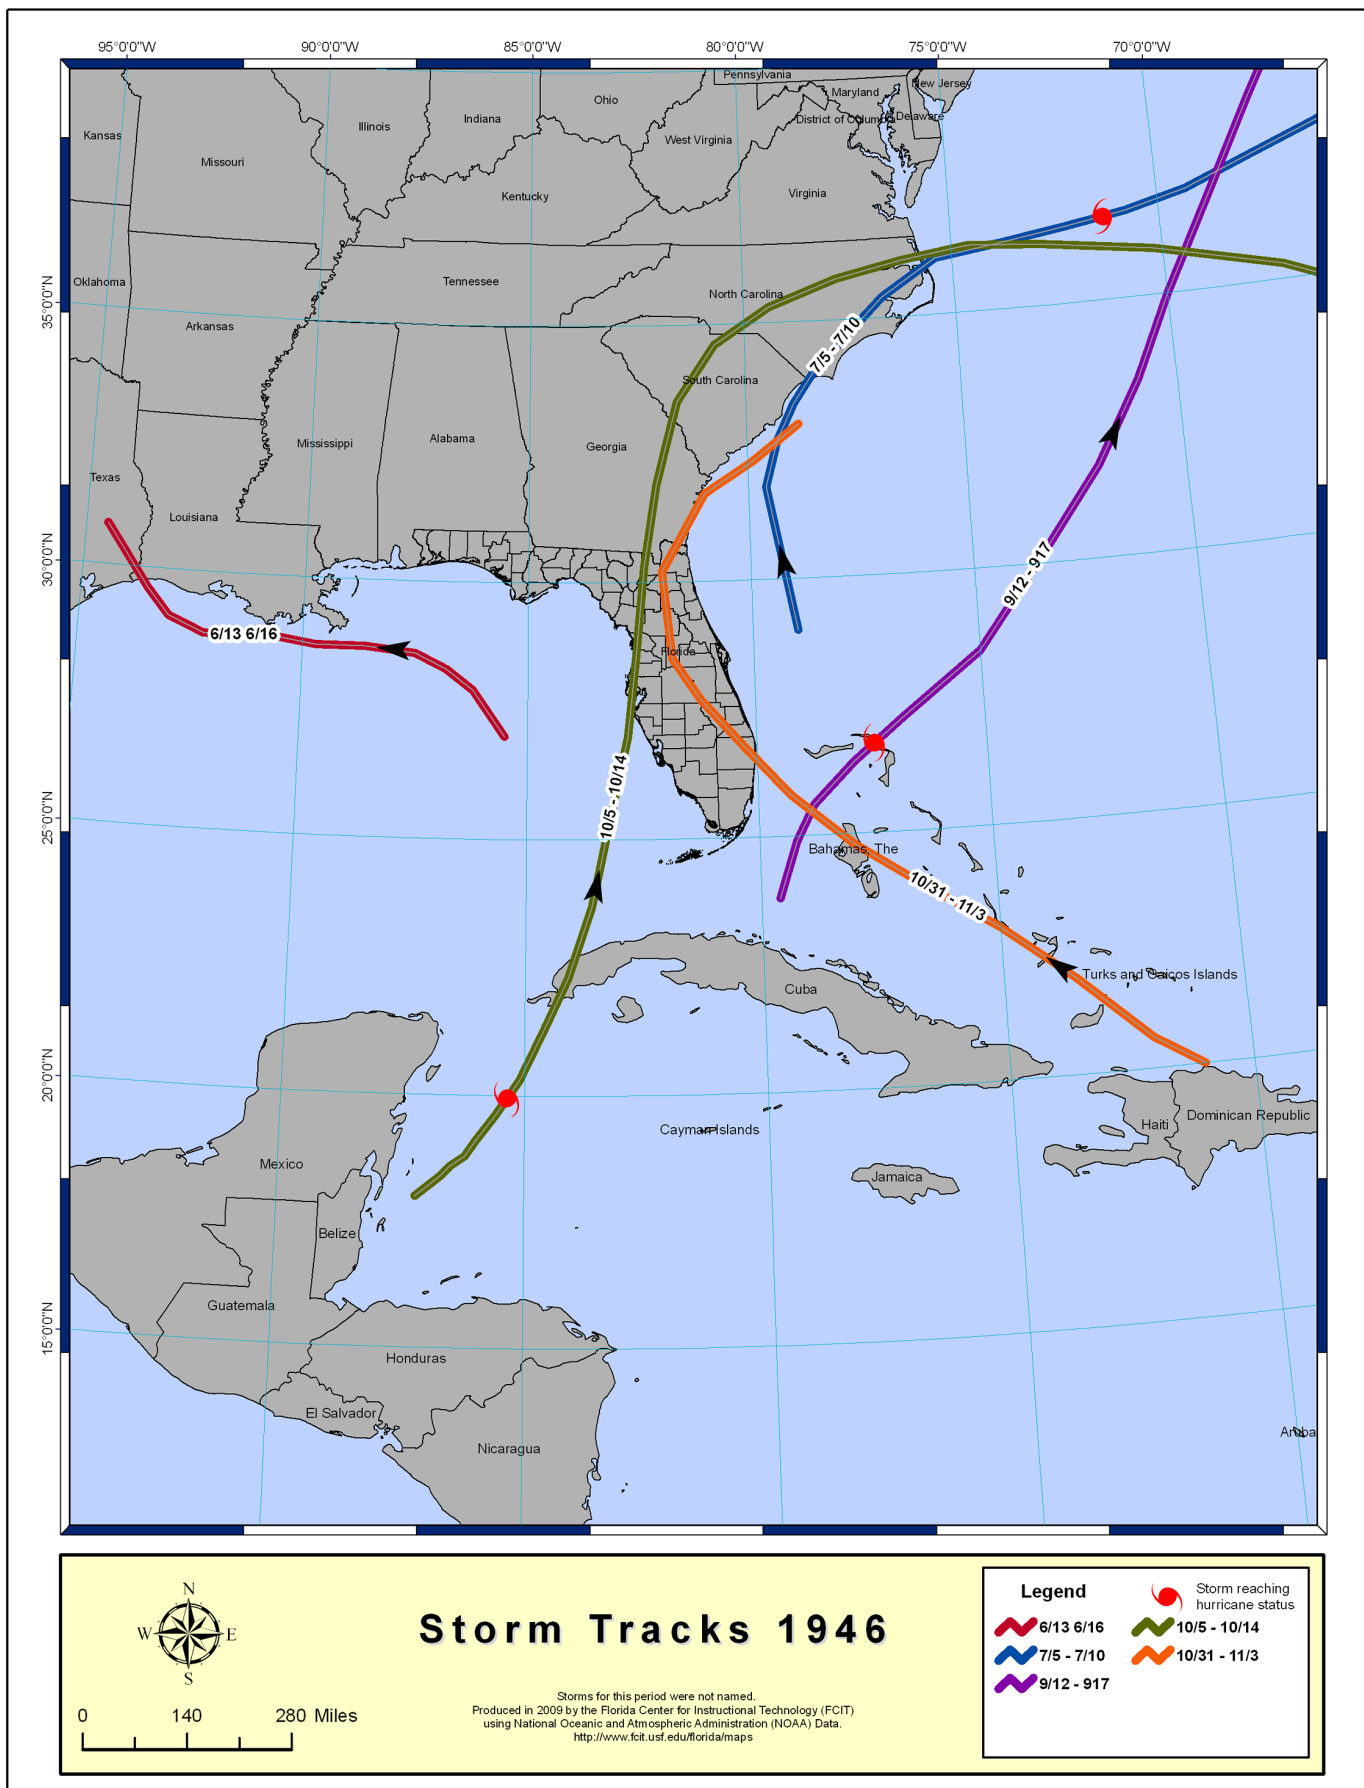 95°0'0"W
90°0'0"W
85°0'0"W
80°0'0"W
75°0'0"W
70°0'0"W
Pennsylvania
New Jersey
Maryland
Ohio
Delaware
District of Columbia
Indiana
Illinois
Kansas
West Virginia
Missouri
Virginia
Kentucky
35°0'0"N
Oklahoma
Tennessee
North Carolina
Arkansas
7/5 - 7/10
South Carolina
Mississippi
Alabama
Georgia
Texas
Louisiana
30°0'0"N
9/12 - 917
6/13 6/16
Florida
10/5 - 10/14
25°0'0"N
Bahamas, The
10/31 - 11/3
Turks and Caicos Islands
Cuba
20°0'0"N
Dominican Republic
Haiti
Cayman Islands
Mexico
Jamaica
Belize
Guatemala
15°0'0"N
Honduras
El Salvador
Aruba
Nicaragua
N
W E
S
0 140 280 Miles
Storm Tracks 1946
Storms for this period were not named.
Produced in 2009 by the Florida Center for Instructional Technology (FCIT)
using National Oceanic and Atmospheric Administration (NOAA) Data.
http://www.fcit.usf.edu/florida/maps
Legend
6/13 6/16
7/5 - 7/10
9/12 - 917
Storm reaching
hurricane status
10/5 - 10/14
10/31 - 11/3